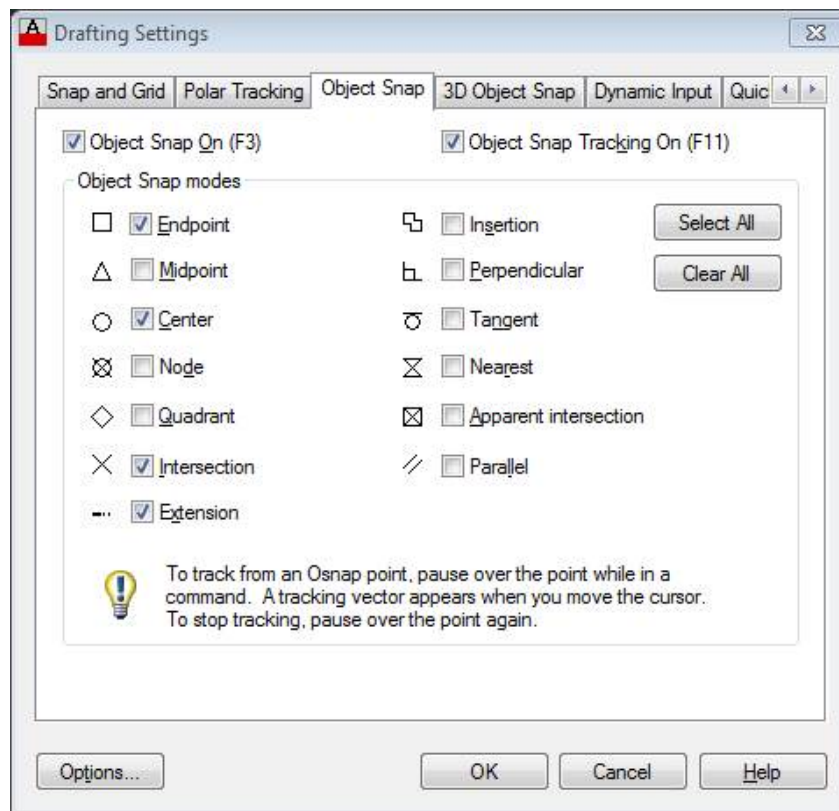 Drafting Settings
Snap and Grid Polar Tracking Object Snap 3D Object Snap Dynamic Input Quic
Object Snap On (F3) Object Snap Tracking On (F11)
Object Snap modes
Endpoint Insertion Select All
Midpoint Perpendicular Clear All
Center Tangent
Node Nearest
Quadrant Apparent intersection
Intersection Parallel
Extension
To track from an Osnap point, pause over the point while in a
command. A tracking vector appears when you move the cursor.
To stop tracking, pause over the point again.
Options... OK Cancel Help